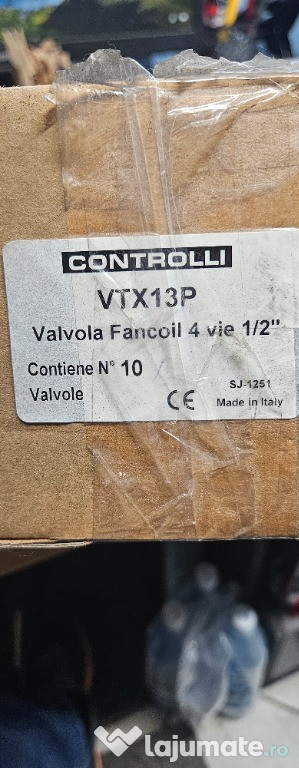 CONTROLLI
VTX13P
Valvola Fancoil 4 vie 1/2"
Contiene N° 10
Valvole
CE
SJ-1251
Made in Italy
lajumate.ro